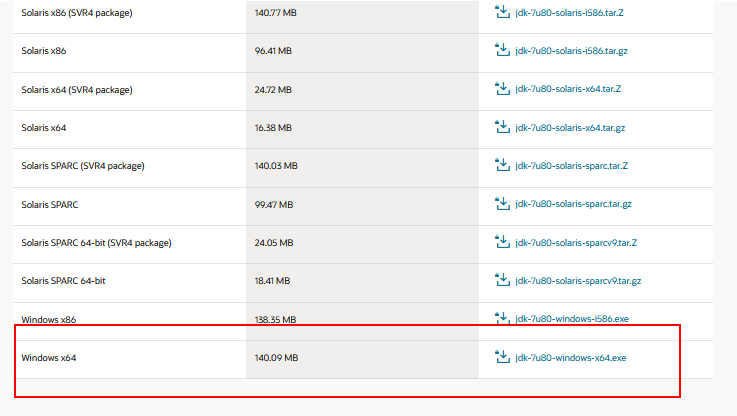 Solaris x86 (SVR4 package) 140.77 MB jdk-7u80-solaris-i586.tar.Z
Solaris x86 96.41 MB jdk-7u80-solaris-i586.tar.gz
Solaris x64 (SVR4 package) 24.72 MB jdk-7u80-solaris-x64.tar.Z
Solaris x64 16.38 MB jdk-7u80-solaris-x64.tar.gz
Solaris SPARC (SVR4 package) 140.03 MB jdk-7u80-solaris-sparc.tar.Z
Solaris SPARC 99.47 MB jdk-7u80-solaris-sparc.tar.gz
Solaris SPARC 64-bit (SVR4 package) 24.05 MB jdk-7u80-solaris-sparcv9.tar.Z
Solaris SPARC 64-bit 18.41 MB jdk-7u80-solaris-sparcv9.tar.gz
Windows x86 138.35 MB jdk-7u80-windows-i586.exe
Windows x64 140.09 MB jdk-7u80-windows-x64.exe